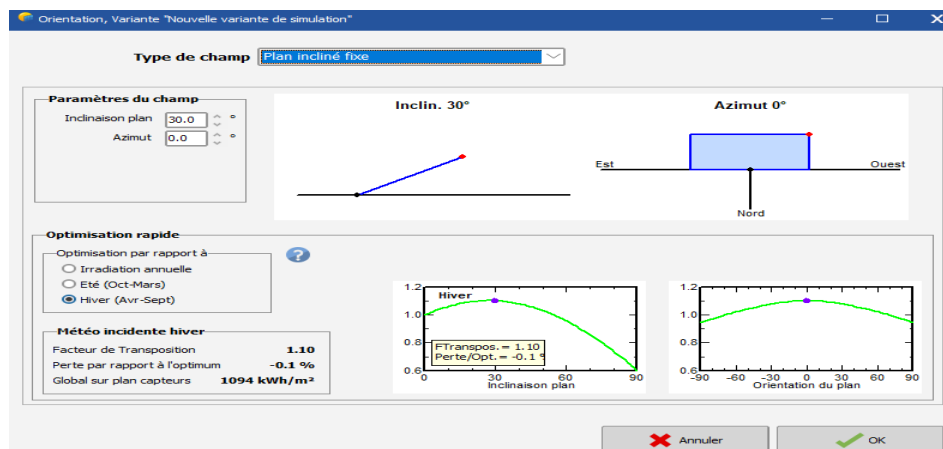 Orientation, Variante "Nouvelle variante de simulation"
Type de champ Plan incliné fixe
Paramètres du champ
Inclinaison plan 30.0 °
Azimut 0.0 °
Inclin. 30°
Azimut 0°
Est
Ouest
Nord
Optimisation rapide
Optimisation par rapport à
Irradiation annuelle
Eté (Oct-Mars)
Hiver (Avr-Sept)
?
Météo incidente hiver
Facteur de Transposition 1.10
Perte par rapport à l'optimum -0.1 %
Global sur plan capteurs 1094 kWh/m²
Hiver
FTranspos.= 1.10
Perte/Opt.= -0.1 °
1.2
1.0
0.8
0.6
0 30 60 90
Inclinaison plan
1.2
1.0
0.8
0.6
-90 -60 -30 0 30 60 90
Orientation du plan
Annuler
OK